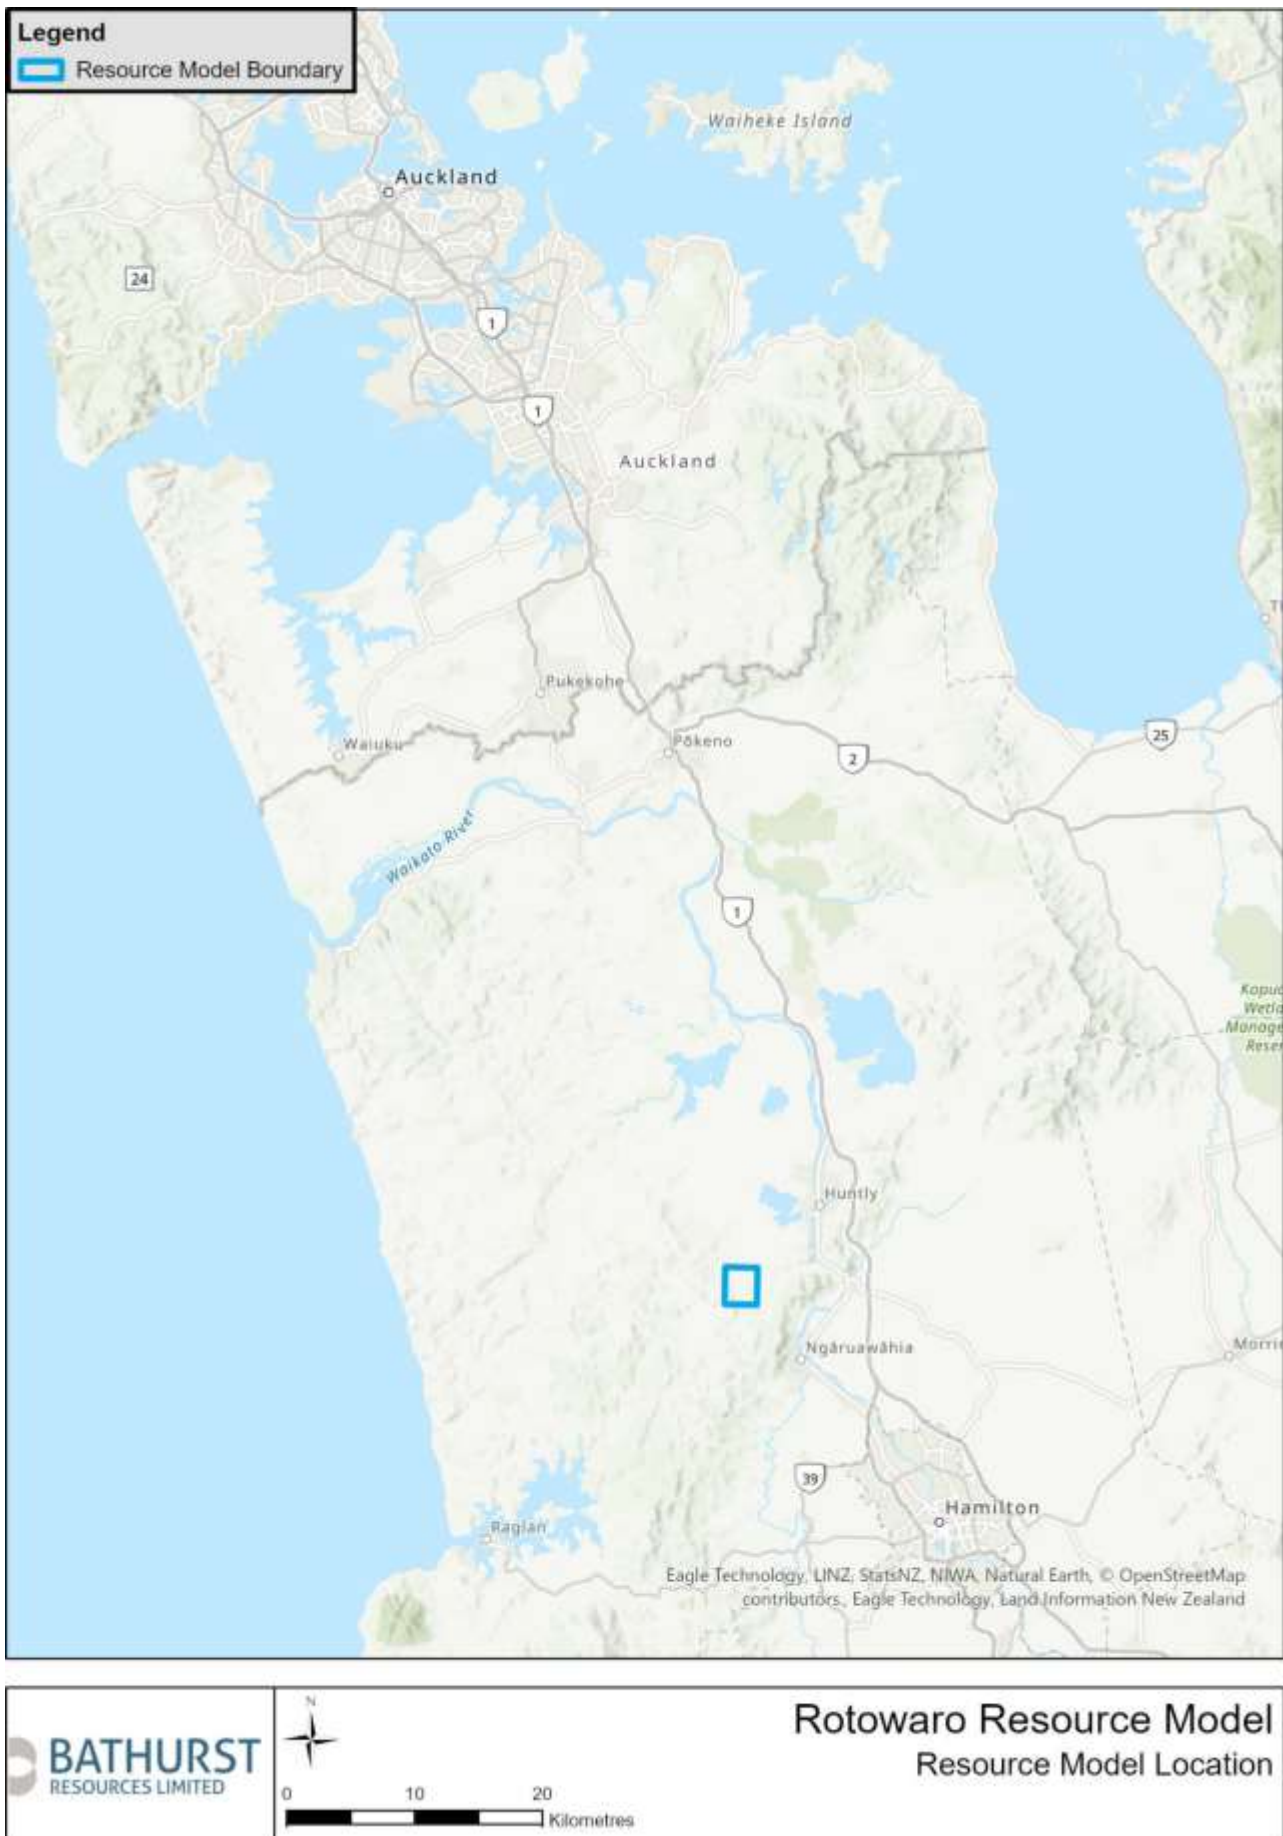 Legend
Resource Model Boundary
Waiheke Island
Auckland
24
1
1
Auckland
Pukekohe
25
Waiuku
Pōkeno
2
Waikato River
1
Huntly
Ngāruawāhia
39
Hamilton
Raglan
Eagle Technology, LINZ, StatsNZ, NIWA, Natural Earth, © OpenStreetMap
contributors., Eagle Technology, Land Information New Zealand
BATHURST
RESOURCES LIMITED
N
0 10 20
Kilometres
Rotowaro Resource Model
Resource Model Location